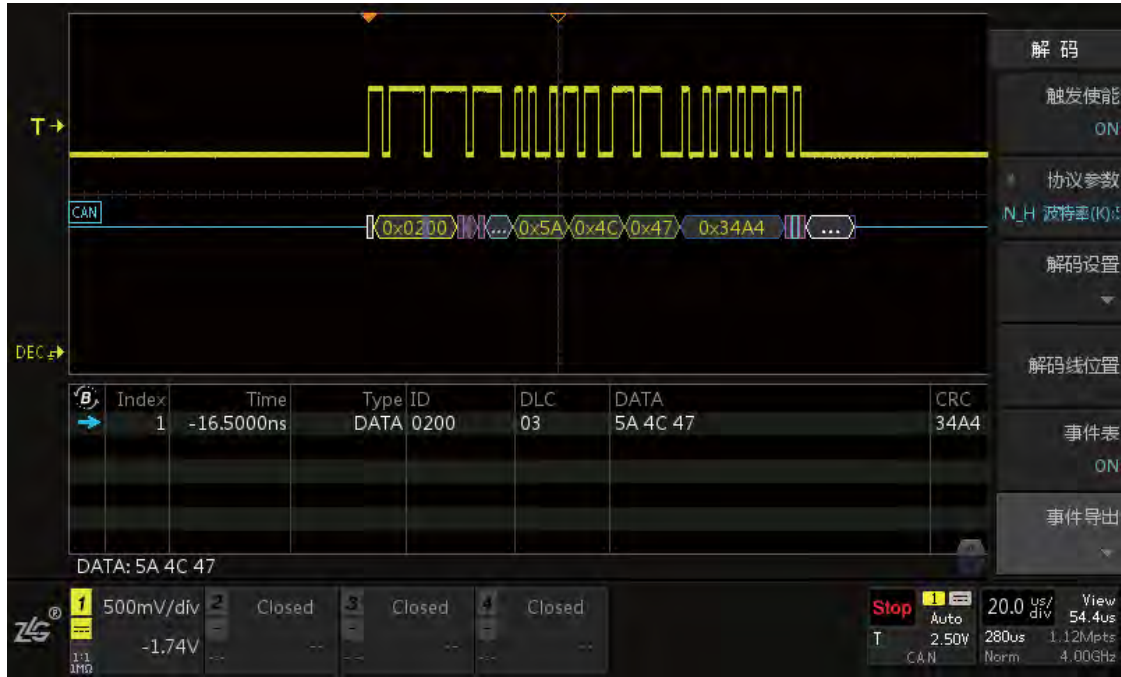 解 码
触发使能
T
ON
协议参数
CAN
N_H 波特率(K):
0x0200 ... 0x5A 0x4C 0x47 0x34A4 ...
解码设置
DEC
解码线位置
B Index Time Type ID DLC DATA CRC
1 -16.5000ns DATA 0200 03 5A 4C 47 34A4
事件表
ON
事件导出
DATA: 5A 4C 47
ZLG® 1 500mV/div 2 Closed 3 Closed 4 Closed Stop 1 Auto 20.0 us/div View 54.4us
-1.74V -- -- -- T 2.50V 280us 1.12Mpts
1:1 1MΩ -- -- -- CAN Norm 4.00GHz